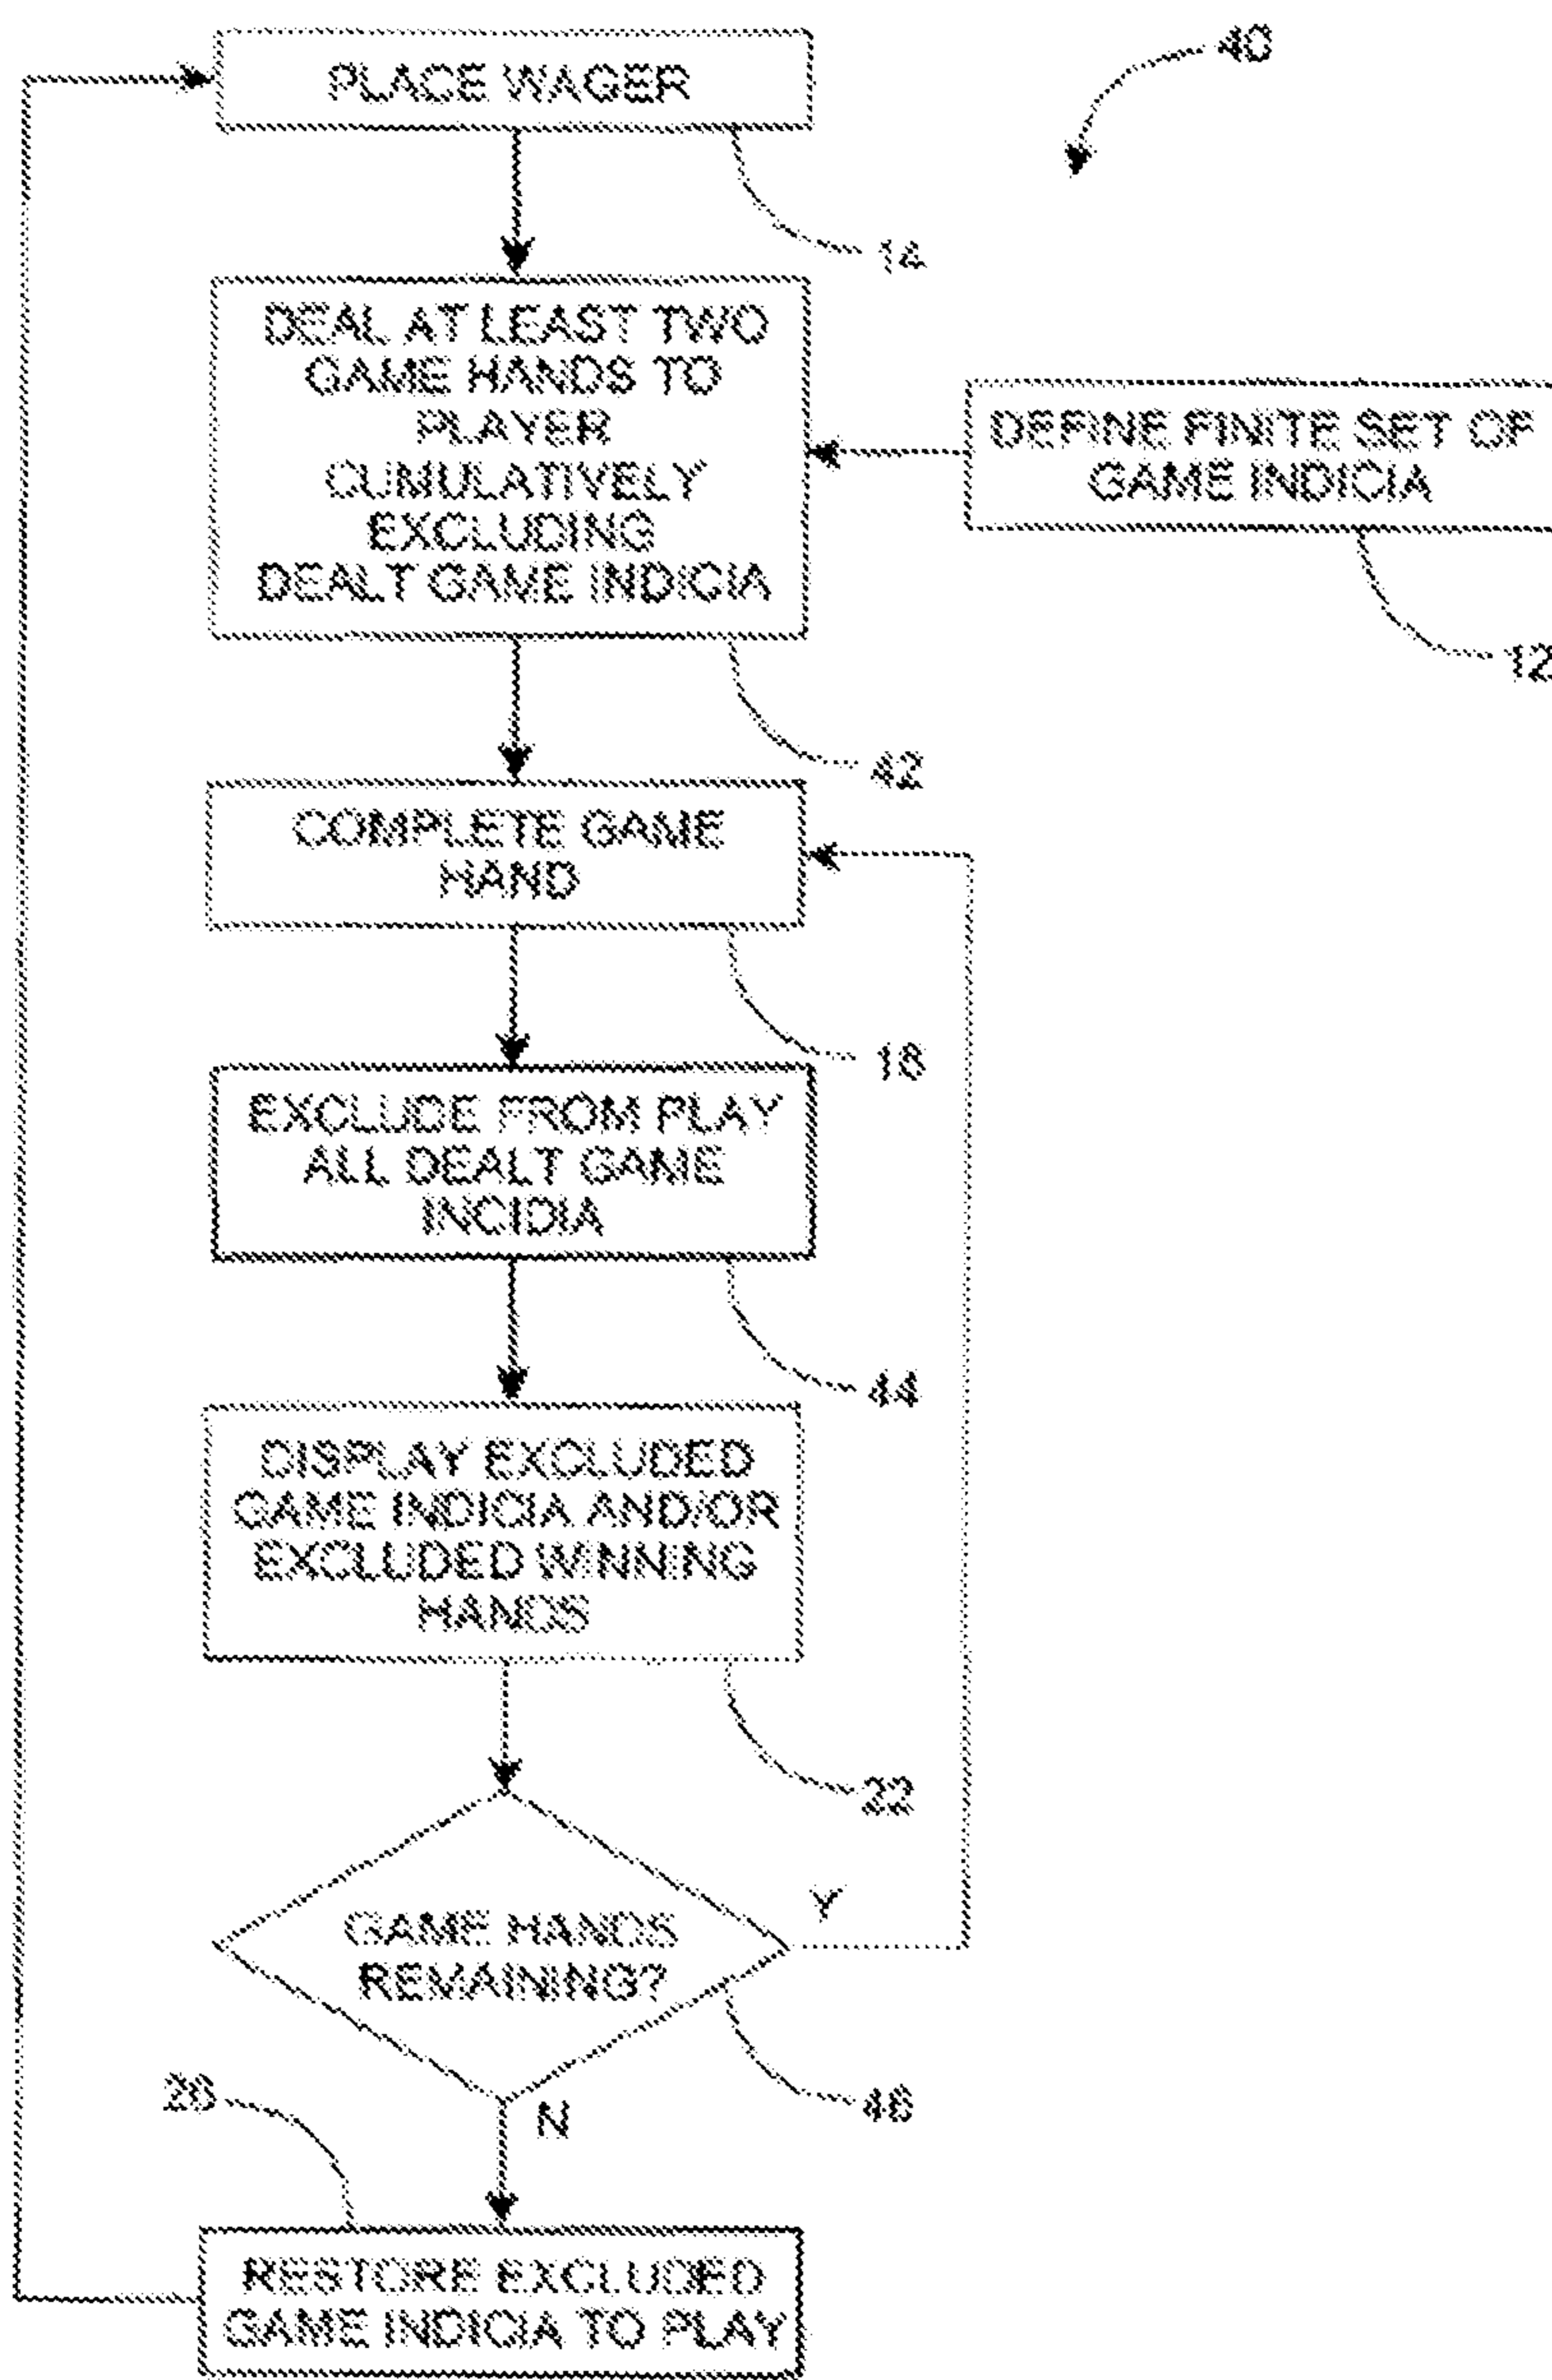 PLACE WAGER
40
14
DEAL AT LEAST TWO
GAME HANDS TO
PLAYER
CUMULATIVELY
EXCLUDING
DEALT GAME INDICIA
DEFINE FINITE SET OF
GAME INDICIA
12
42
COMPLETE GAME
HAND
18
EXCLUDE FROM PLAY
ALL DEALT GAME
INCIDIA
44
DISPLAY EXCLUDED
GAME INDICIA AND/OR
EXCLUDED WINNING
HANDS
22
Y
GAME HANDS
REMAINING?
46
26
N
RESTORE EXCLUDED
GAME INDICIA TO PLAY